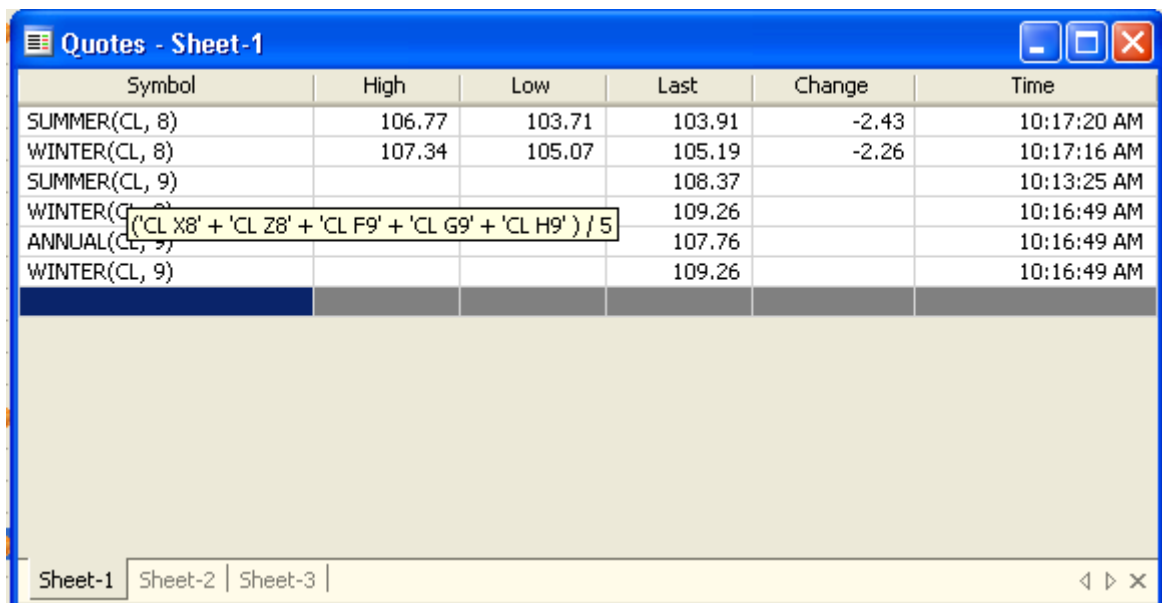 Quotes - Sheet-1
Symbol High Low Last Change Time
SUMMER(CL, 8) 106.77 103.71 103.91 -2.43 10:17:20 AM
WINTER(CL, 8) 107.34 105.07 105.19 -2.26 10:17:16 AM
SUMMER(CL, 9) 108.37 10:13:25 AM
109.26 10:16:49 AM
('CL X8' + 'CL Z8' + 'CL F9' + 'CL G9' + 'CL H9' ) / 5
ANNUAL(CL, 9) 107.76 10:16:49 AM
WINTER(CL, 9) 109.26 10:16:49 AM
Sheet-1 Sheet-2 Sheet-3